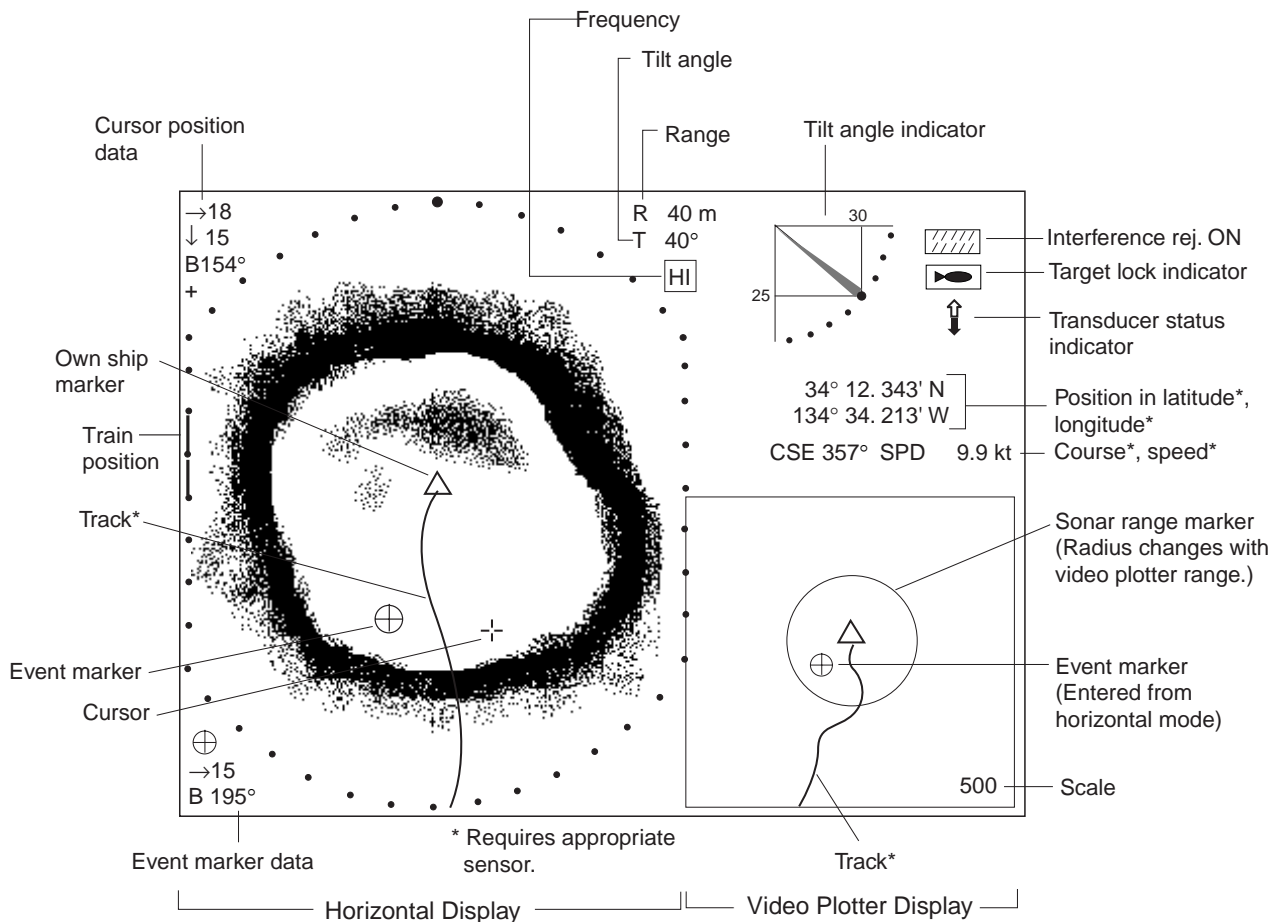 Frequency
Tilt angle
Cursor position
data
Range
Tilt angle indicator
→18
↓ 15
B154°
+
R 40 m
T 40°
HI
30
25
Interference rej. ON
Target lock indicator
Transducer status
indicator
Own ship
marker
34° 12. 343' N
134° 34. 213' W
Position in latitude*,
longitude*
CSE 357° SPD 9.9 kt
Course*, speed*
Train
position
Track*
Sonar range marker
(Radius changes with
video plotter range.)
Event marker
Cursor
Event marker
(Entered from
horizontal mode)
→15
B 195°
500
Scale
Event marker data
* Requires appropriate
sensor.
Track*
Horizontal Display
Video Plotter Display